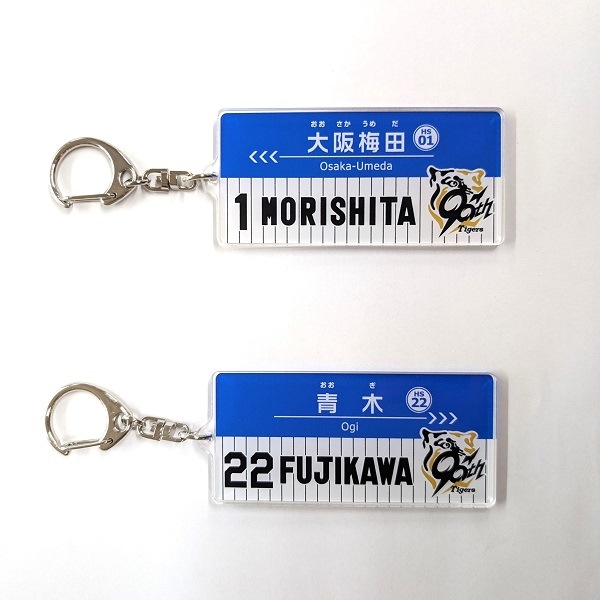 おおさかうめだ
大阪梅田
HS
01
Osaka-Umeda
1 MORISHITA
90th
Tigers
おおぎ
青木
HS
22
Ogi
22 FUJIKAWA
90th
Tigers